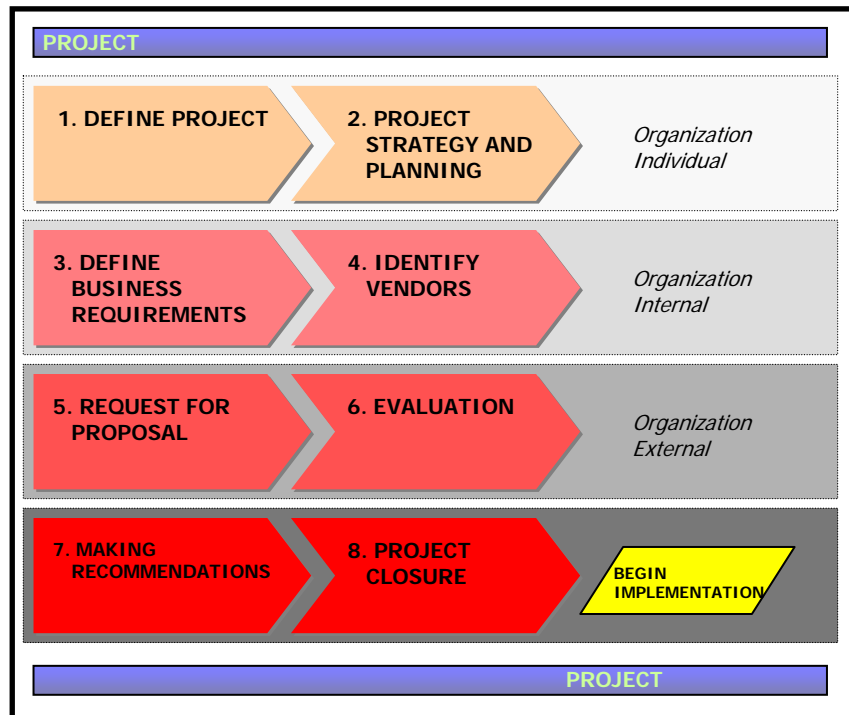 PROJECT
1. DEFINE PROJECT
2. PROJECT
STRATEGY AND
PLANNING
Organization
Individual
3. DEFINE
BUSINESS
REQUIREMENTS
4. IDENTIFY
VENDORS
Organization
Internal
5. REQUEST FOR
PROPOSAL
6. EVALUATION
Organization
External
7. MAKING
RECOMMENDATIONS
8. PROJECT
CLOSURE
BEGIN
IMPLEMENTATION
PROJECT